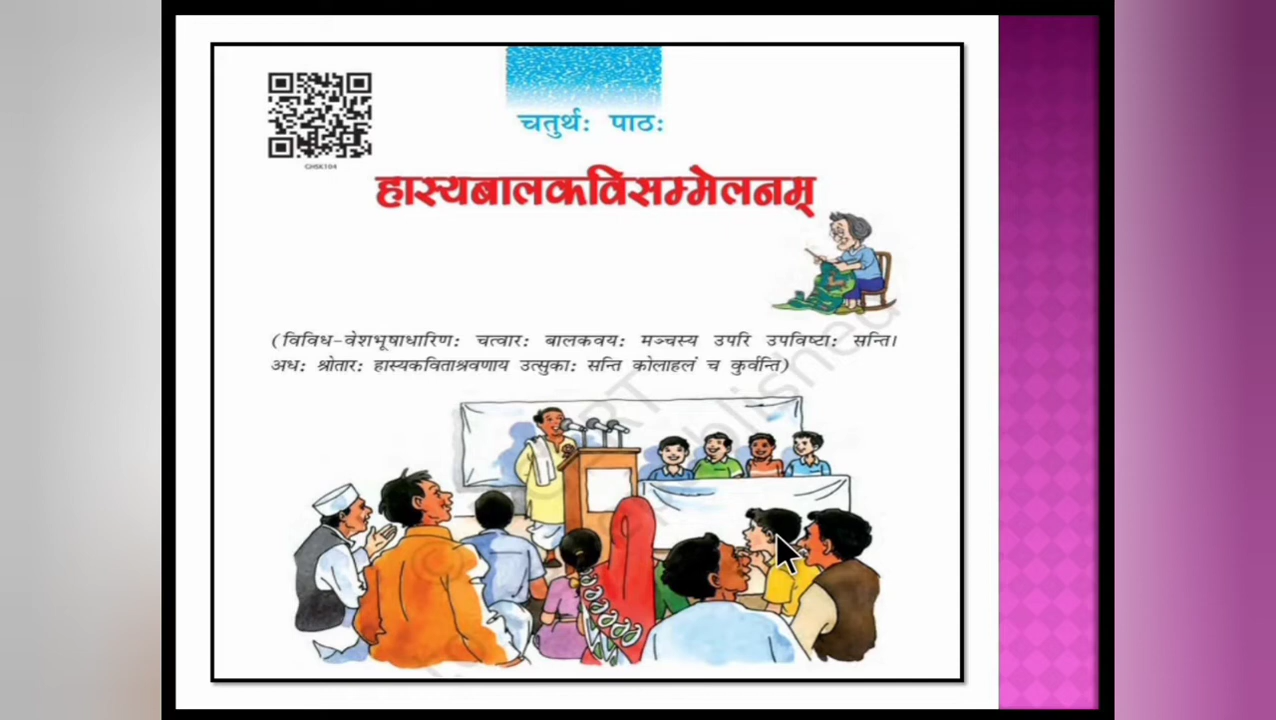 चतुर्थः पाठः
हास्यबालकविसम्मेलनम्
(विविध-वेशभूषाधारिणः चत्वारः बालकवयः मञ्चस्य उपरि उपविष्टाः सन्ति।
अधः श्रोतारः हास्यकविताश्रवणाय उत्सुकाः सन्ति कोलाहलं च कुर्वन्ति)